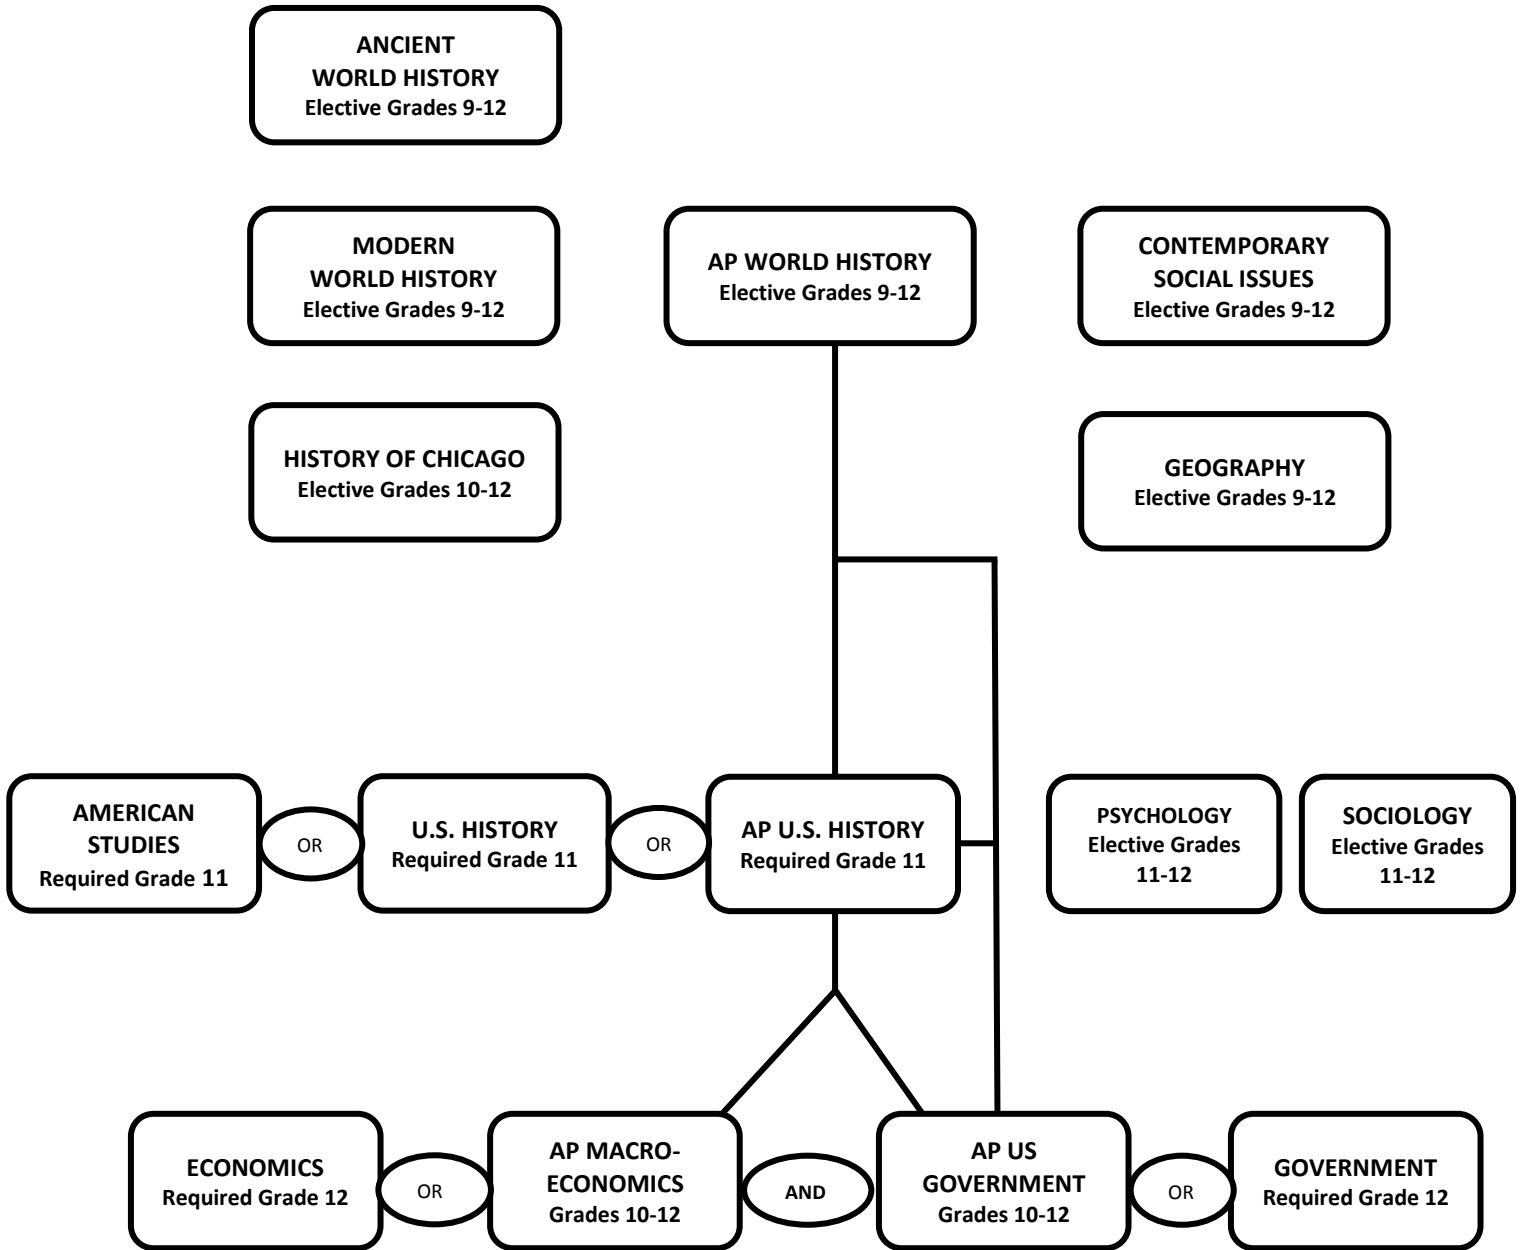 ANCIENT
WORLD HISTORY
Elective Grades 9-12
MODERN
WORLD HISTORY
Elective Grades 9-12
AP WORLD HISTORY
Elective Grades 9-12
CONTEMPORARY
SOCIAL ISSUES
Elective Grades 9-12
HISTORY OF CHICAGO
Elective Grades 10-12
GEOGRAPHY
Elective Grades 9-12
AMERICAN
STUDIES
Required Grade 11
OR
U.S. HISTORY
Required Grade 11
OR
AP U.S. HISTORY
Required Grade 11
PSYCHOLOGY
Elective Grades
11-12
SOCIOLOGY
Elective Grades
11-12
ECONOMICS
Required Grade 12
OR
AP MACRO-
ECONOMICS
Grades 10-12
AND
AP US
GOVERNMENT
Grades 10-12
OR
GOVERNMENT
Required Grade 12